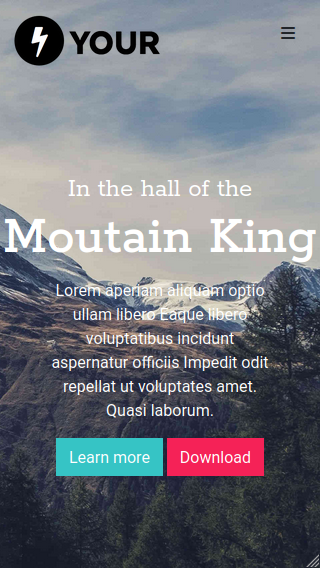 YOUR
In the hall of the
Moutain King
Lorem aperiam aliquam optio
ullam libero Eaque libero
voluptatibus incidunt
aspernatur officiis Impedit odit
repellat ut voluptates amet.
Quasi laborum.
Learn more
Download